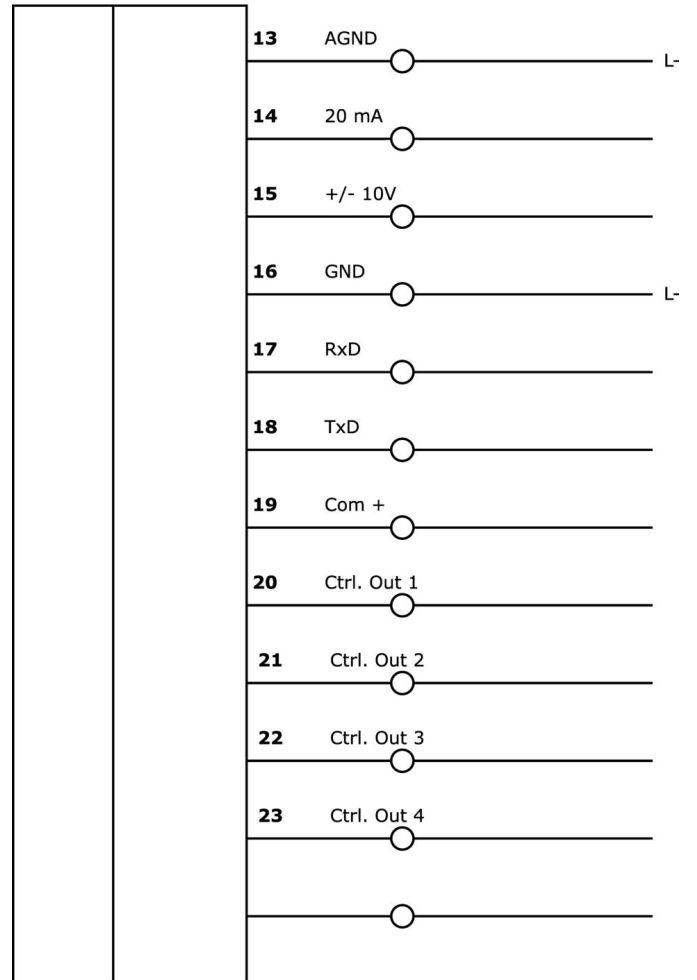 13 AGND
L-
14 20 mA
15 +/- 10V
16 GND
L-
17 RxD
18 TxD
19 Com +
20 Ctrl. Out 1
21 Ctrl. Out 2
22 Ctrl. Out 3
23 Ctrl. Out 4